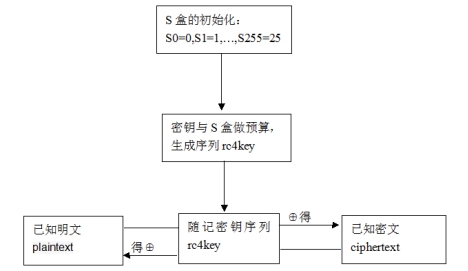 S 盒的初始化：
S0=0,S1=1,…,S255=25
密钥与 S 盒做预算，
生成序列 rc4key
已知明文
plaintext
得⊕
随记密钥序列
rc4key
⊕得
已知密文
ciphertext